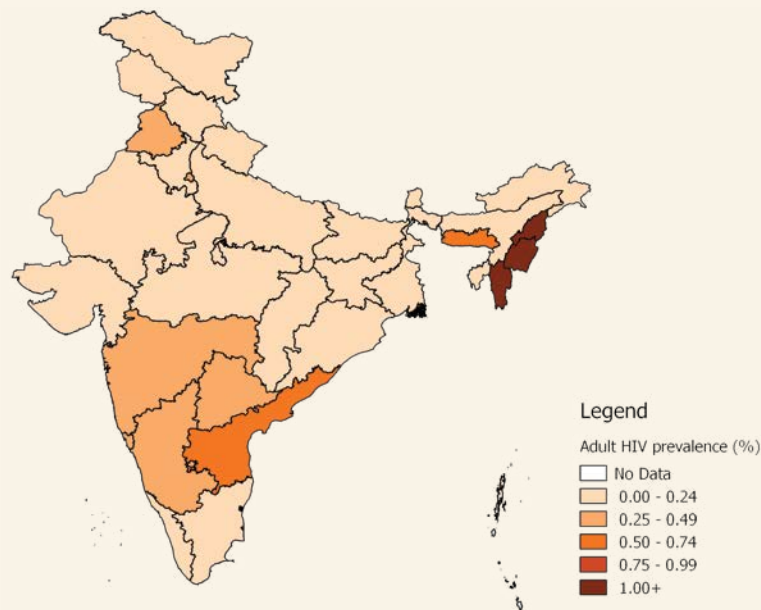 Legend
Adult HIV prevalence (%)
No Data
0.00 - 0.24
0.25 - 0.49
0.50 - 0.74
0.75 - 0.99
1.00+